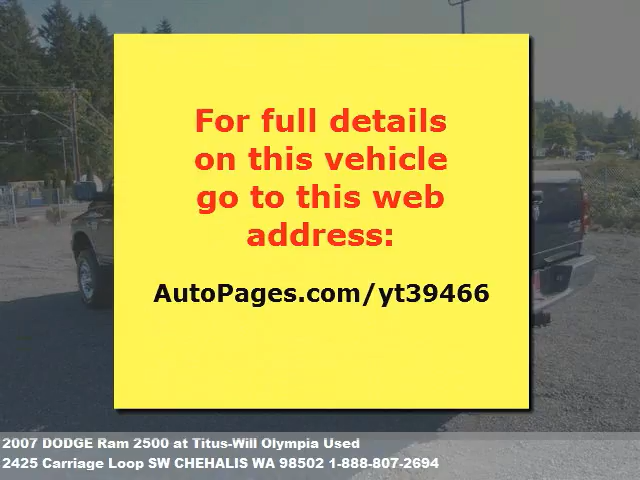 For full details
on this vehicle
go to this web
address:
AutoPages.com/yt39466
2007 DODGE Ram 2500 at Titus-Will Olympia Used
2425 Carriage Loop SW CHEHALIS WA 98502 1-888-807-2694